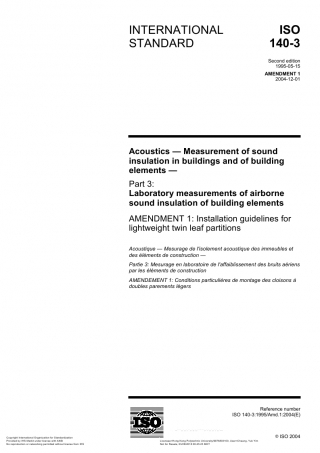 INTERNATIONAL
STANDARD
ISO
140-3
Second edition
1995-05-15
AMENDMENT 1
2004-12-01
Acoustics — Measurement of sound
insulation in buildings and of building
elements —
Part 3:
Laboratory measurements of airborne
sound insulation of building elements
AMENDMENT 1: Installation guidelines for
lightweight twin leaf partitions
Acoustique — Mesurage de l'isolement acoustique des immeubles et
des éléments de construction —
Partie 3: Mesurage en laboratoire de l'affaiblissement des bruits aériens
par les éléments de construction
AMENDEMENT 1: Conditions particulières de montage des cloisons à
doubles parements légers
Reference number
ISO 140-3:1995/Amd.1:2004(E)
ISO
© ISO 2004